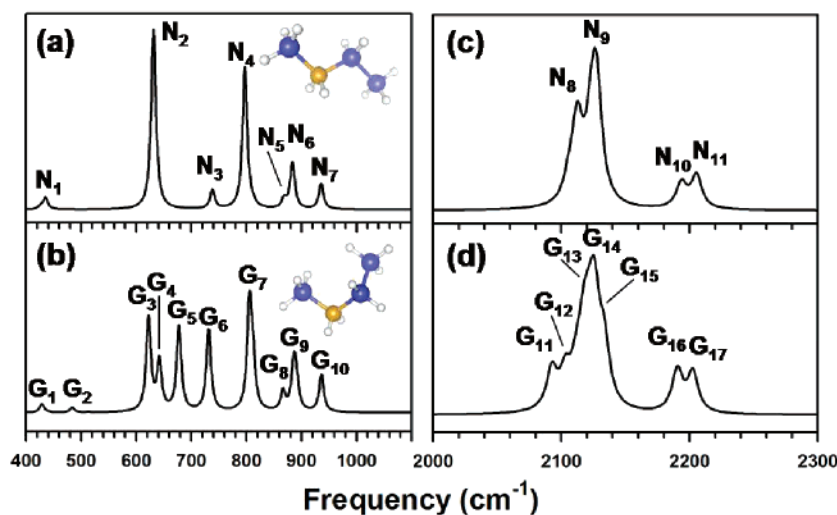 (a)
N₁
N₂
N₃
N₄
N₅
N₆
N₇
(c)
N₈
N₉
N₁₀
N₁₁
(b)
G₁
G₂
G₃
G₄
G₅
G₆
G₇
G₈
G₉
G₁₀
(d)
G₁₁
G₁₂
G₁₃
G₁₄
G₁₅
G₁₆
G₁₇
400 500 600 700 800 900 1000
2000 2100 2200 2300
Frequency (cm⁻¹)